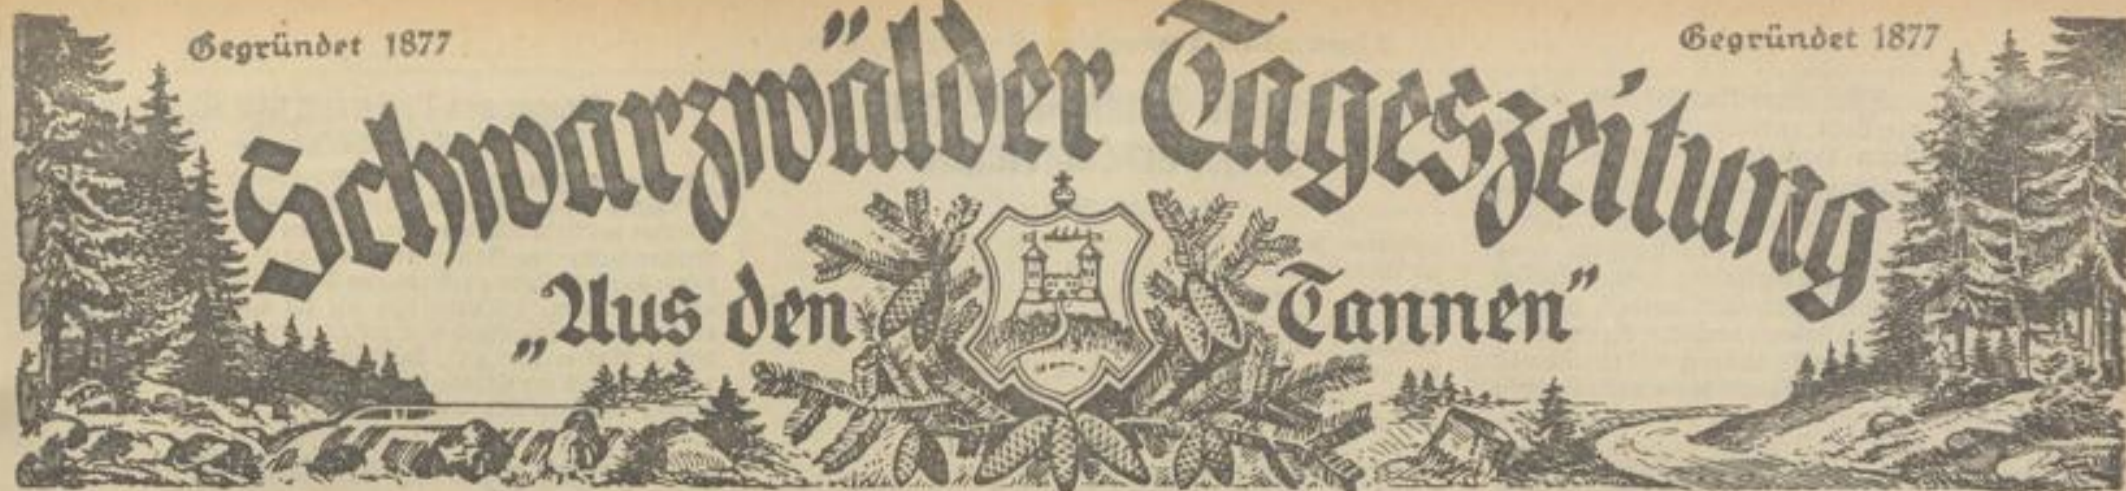 Gegründet 1877
Gegründet 1877
Schwarzwälder Tageszeitung
„Aus den Tannen"